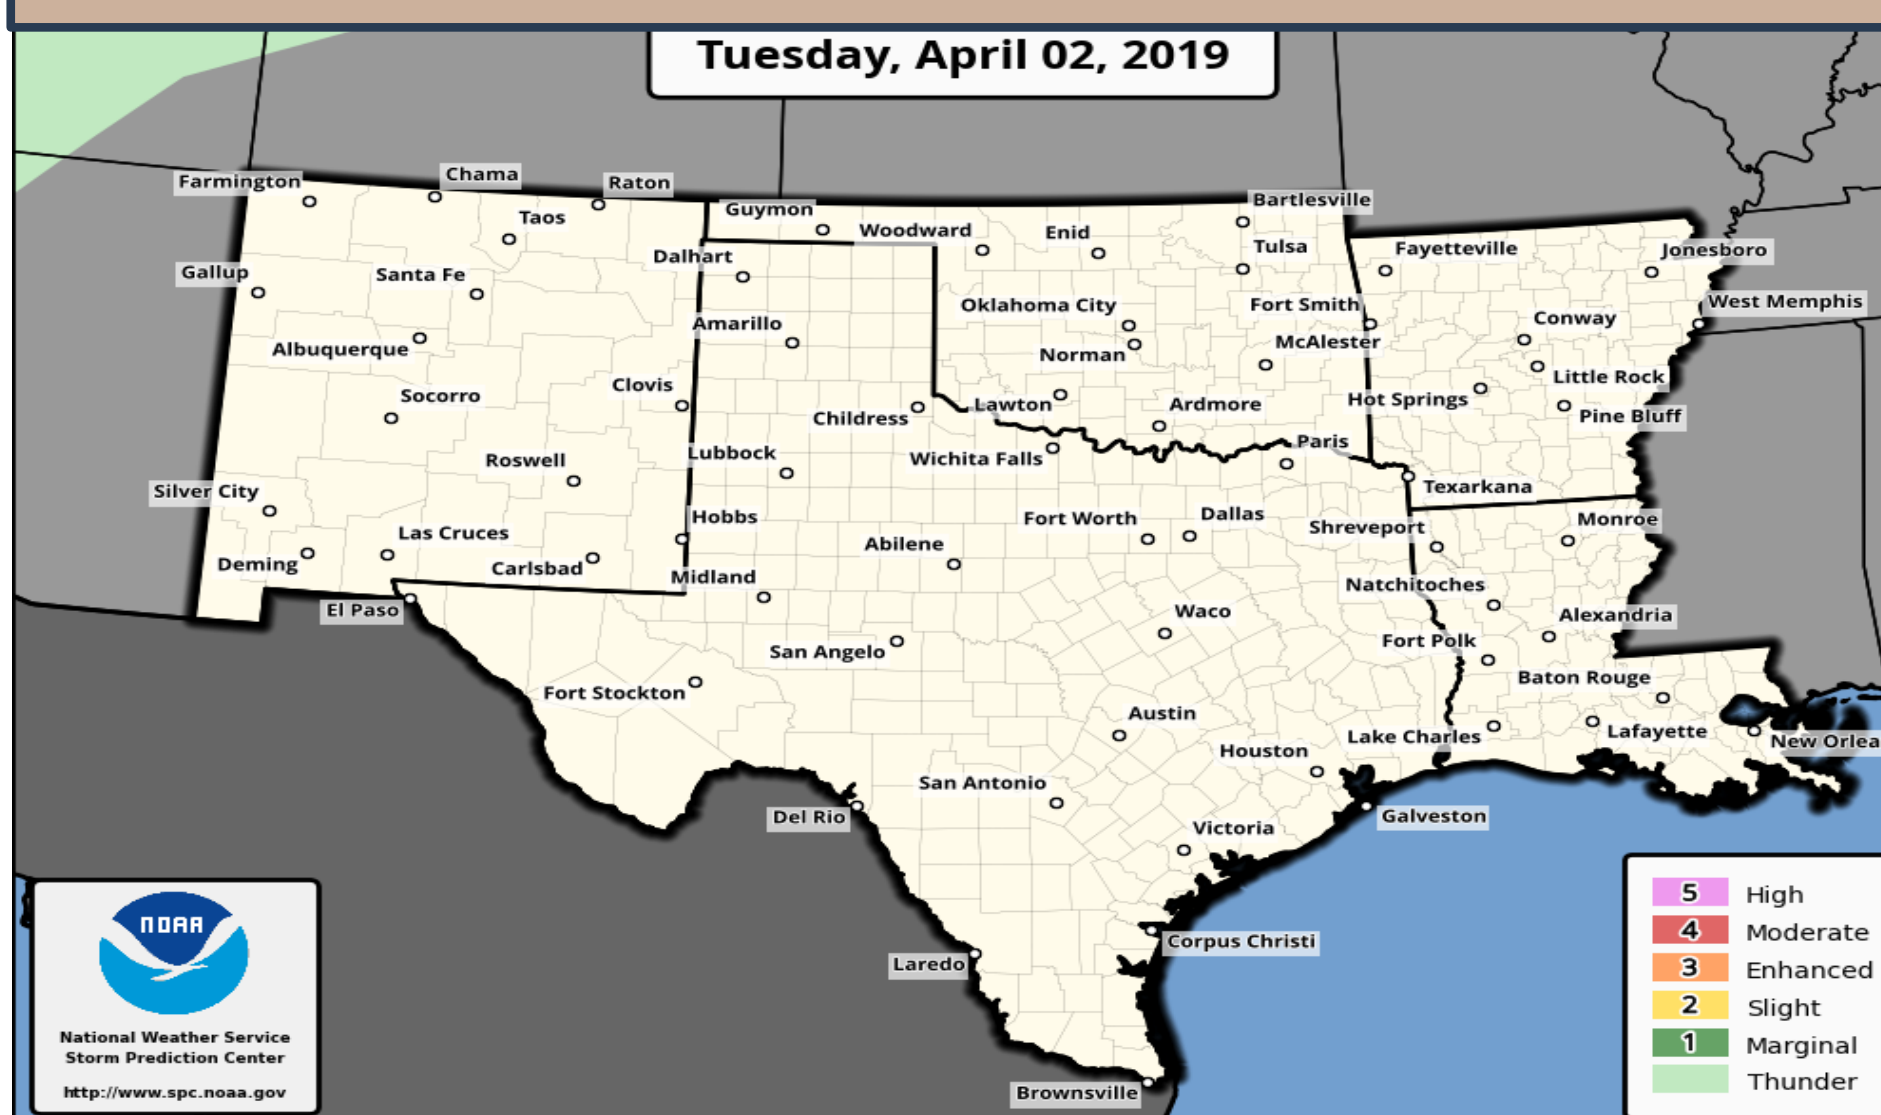 Tuesday, April 02, 2019
Farmington
Chama
Raton
Taos
Guymon
Woodward
Enid
Bartlesville
Tulsa
Fayetteville
Jonesboro
Gallup
Santa Fe
Dalhart
Oklahoma City
Fort Smith
West Memphis
Conway
Albuquerque
Amarillo
Norman
McAlester
Little Rock
Socorro
Clovis
Childress
Lawton
Ardmore
Hot Springs
Pine Bluff
Roswell
Lubbock
Wichita Falls
Paris
Texarkana
Silver City
Las Cruces
Hobbs
Abilene
Fort Worth
Dallas
Shreveport
Monroe
Deming
Carlsbad
Midland
Natchitoches
El Paso
San Angelo
Waco
Alexandria
Fort Polk
Fort Stockton
Baton Rouge
Austin
Houston
Lake Charles
Lafayette
New Orlea
San Antonio
Del Rio
Victoria
Galveston
Laredo
Corpus Christi
Brownsville
NOAA
National Weather Service
Storm Prediction Center
http://www.spc.noaa.gov
5 High
4 Moderate
3 Enhanced
2 Slight
1 Marginal
Thunder